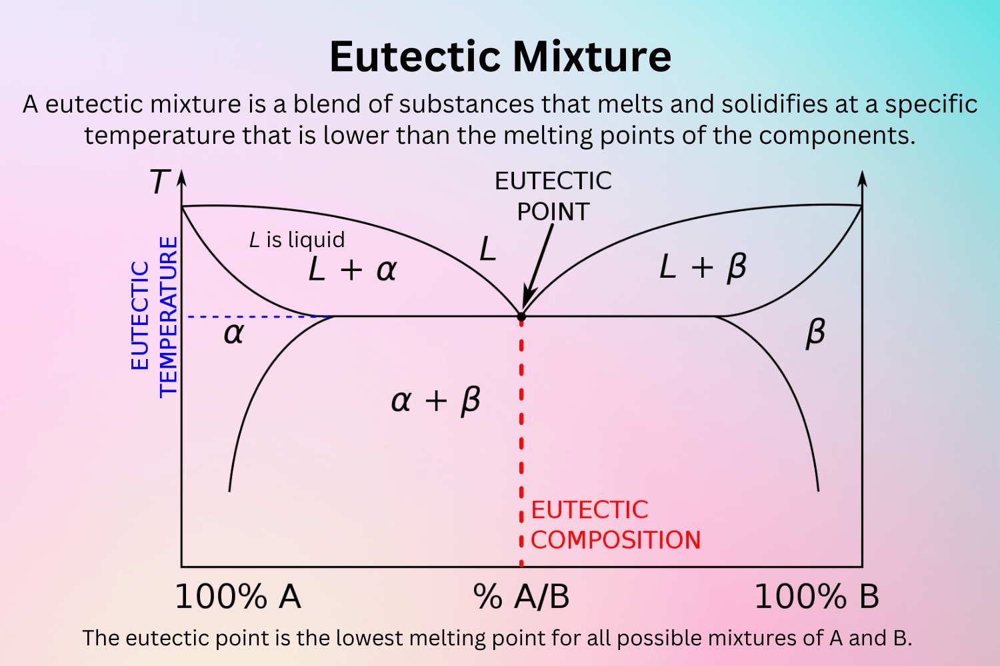 Eutectic Mixture
A eutectic mixture is a blend of substances that melts and solidifies at a specific
temperature that is lower than the melting points of the components.
T
EUTECTIC
POINT
L is liquid
L
L + α
L + β
EUTECTIC
TEMPERATURE
α
β
α + β
EUTECTIC
COMPOSITION
100% A
% A/B
100% B
The eutectic point is the lowest melting point for all possible mixtures of A and B.